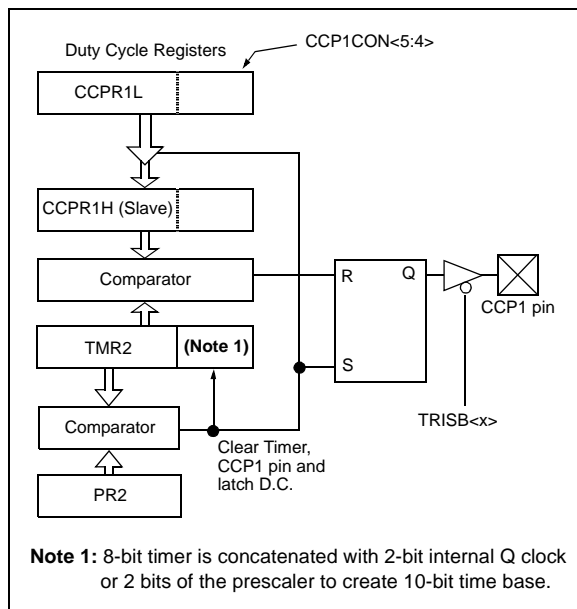 Duty Cycle Registers
CCP1CON<5:4>
CCPR1L
CCPR1H (Slave)
Comparator
R
Q
CCP1 pin
TMR2
(Note 1)
S
Comparator
TRISB<x>
Clear Timer,
CCP1 pin and
latch D.C.
PR2
Note 1: 8-bit timer is concatenated with 2-bit internal Q clock
or 2 bits of the prescaler to create 10-bit time base.